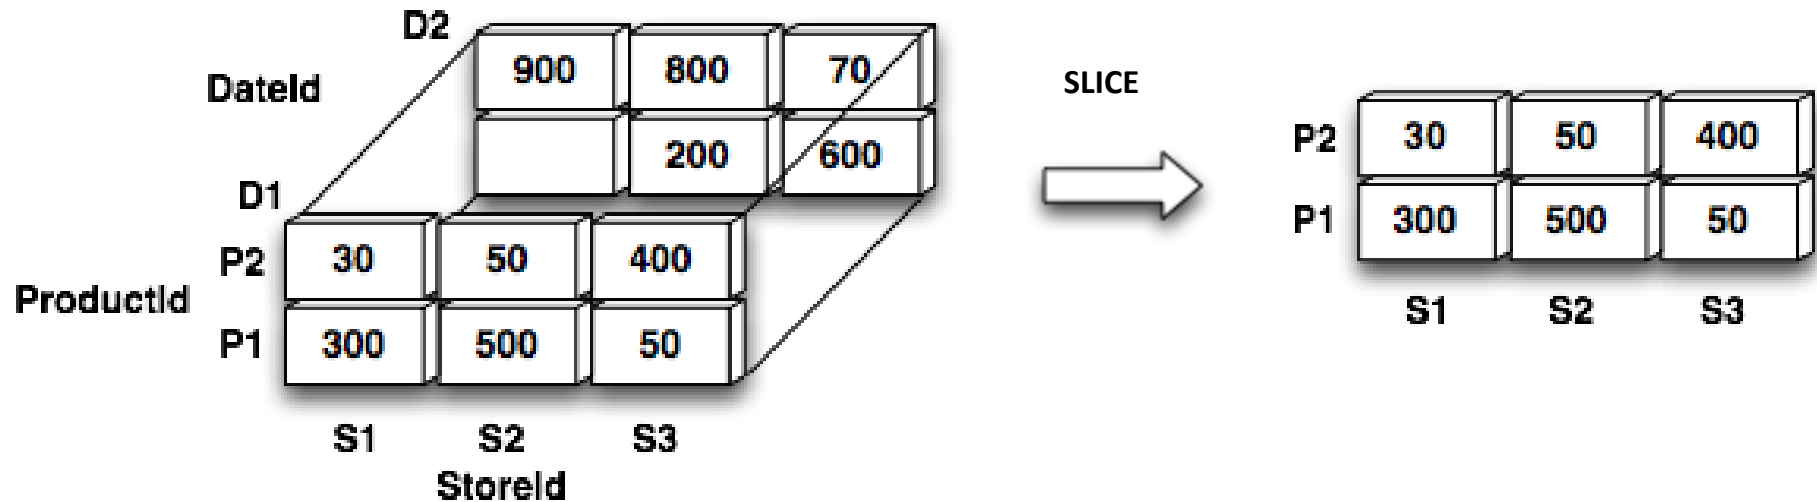 D2
900 800 70
DateId
200 600
D1
P2 30 50 400
ProductId
P1 300 500 50
S1 S2 S3
StoreId
SLICE
P2 30 50 400
P1 300 500 50
S1 S2 S3